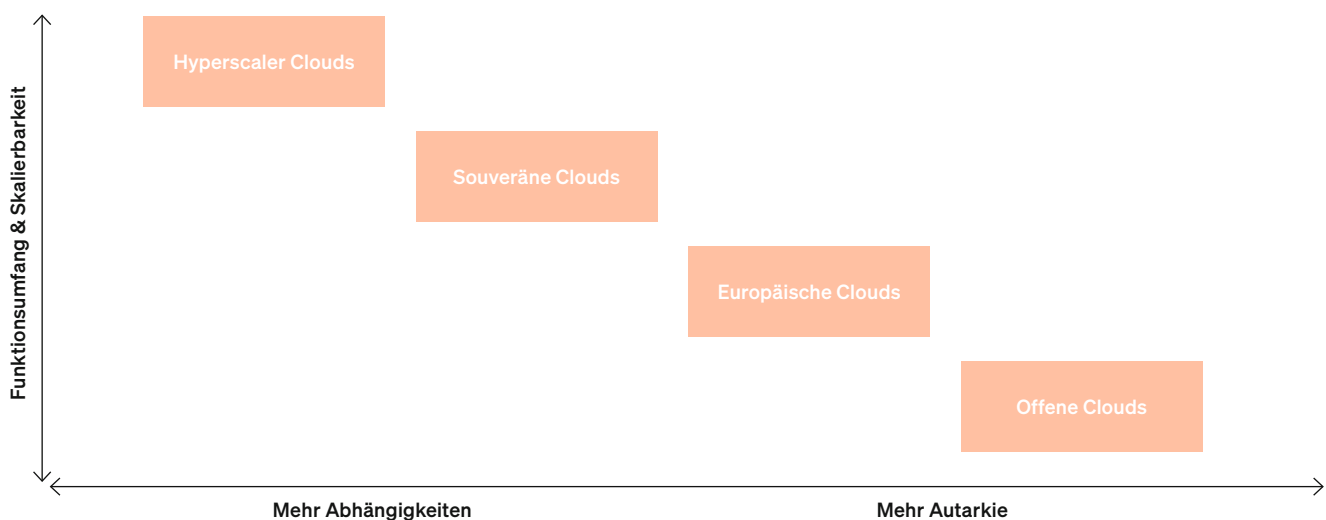 Funktionsumfang & Skalierbarkeit
Hyperscaler Clouds
Souveräne Clouds
Europäische Clouds
Offene Clouds
Mehr Abhängigkeiten
Mehr Autarkie